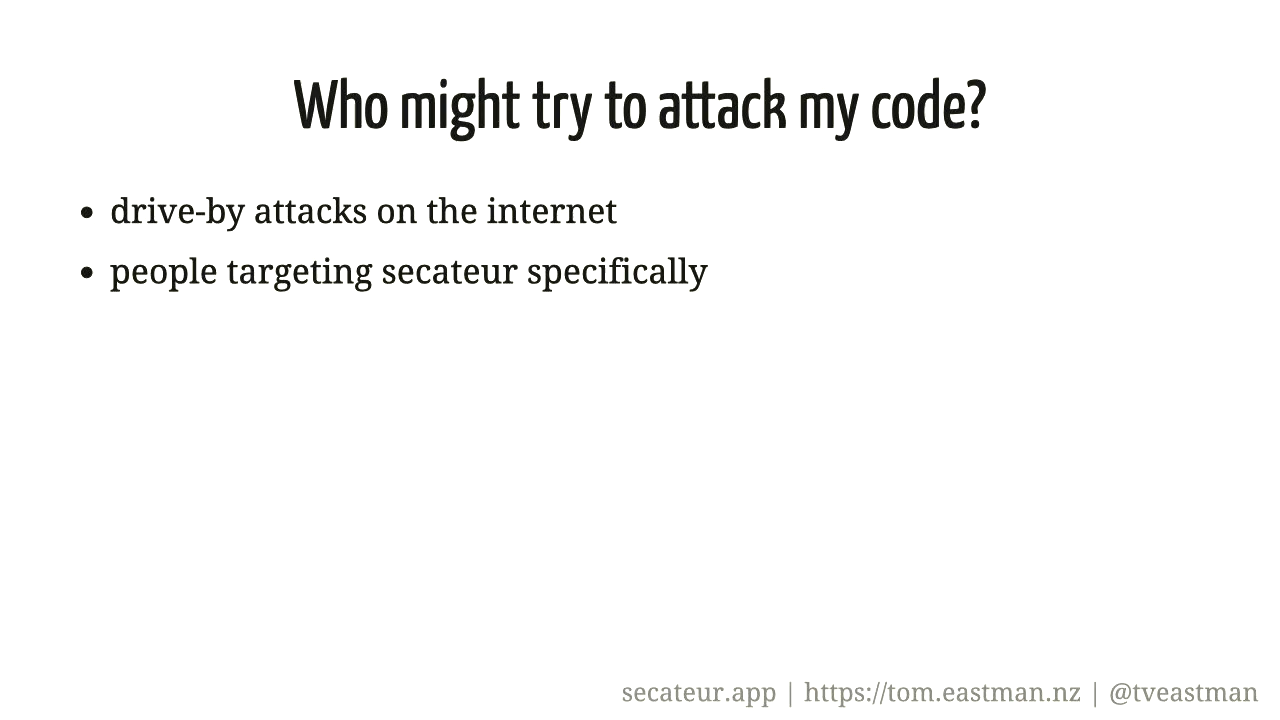 Who might try to attack my code?
• drive-by attacks on the internet
• people targeting secateur specifically
secateur.app | https://tom.eastman.nz | @tveastman